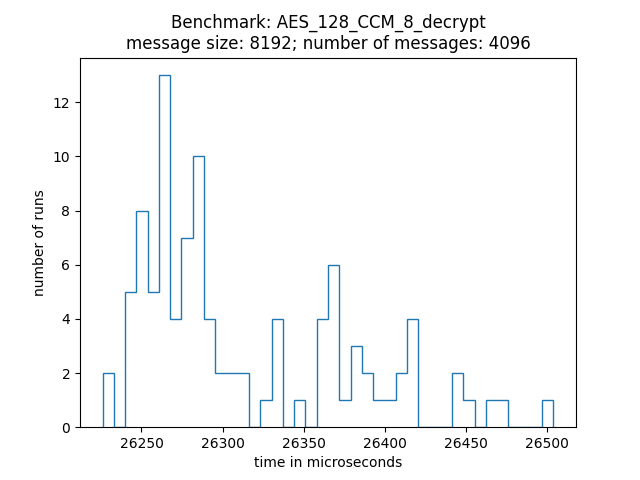 Benchmark: AES_128_CCM_8_decrypt
message size: 8192; number of messages: 4096
number of runs
12
10
8
6
4
2
0
26250 26300 26350 26400 26450 26500
time in microseconds